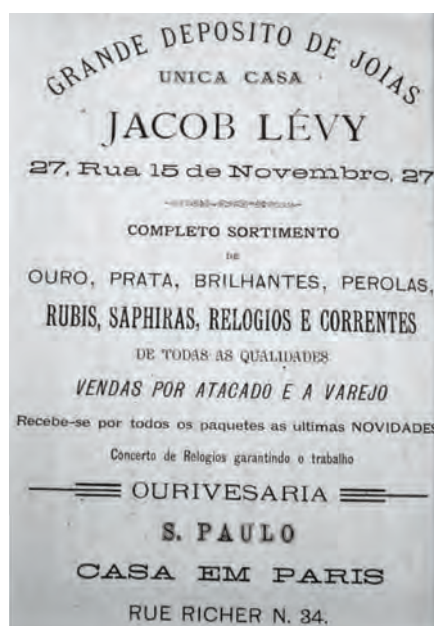 GRANDE DEPOSITO DE JOIAS
UNICA CASA
JACOB LÉVY
27, Rua 15 de Novembro, 27
COMPLETO SORTIMENTO
DE
OURO, PRATA, BRILHANTES, PEROLAS,
RUBIS, SAPHIRAS, RELOGIOS E CORRENTES
DE TODAS AS QUALIDADES
VENDAS POR ATACADO E A VAREJO
Recebe-se por todos os paquetes as ultimas NOVIDADES
Concerto de Relogios garantindo o trabalho
OURIVESARIA
S. PAULO
CASA EM PARIS
RUE RICHER N. 34.